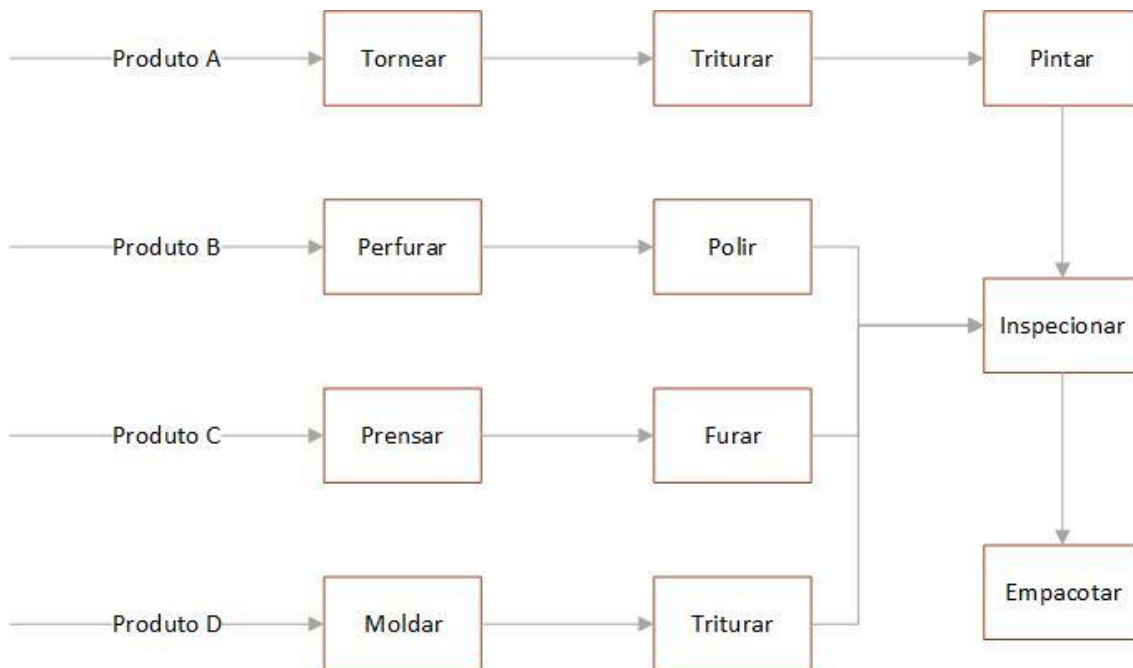 Produto A
Tornear
Triturar
Pintar
Produto B
Perfurar
Polir
Inspecionar
Produto C
Prensar
Furar
Empacotar
Produto D
Moldar
Triturar